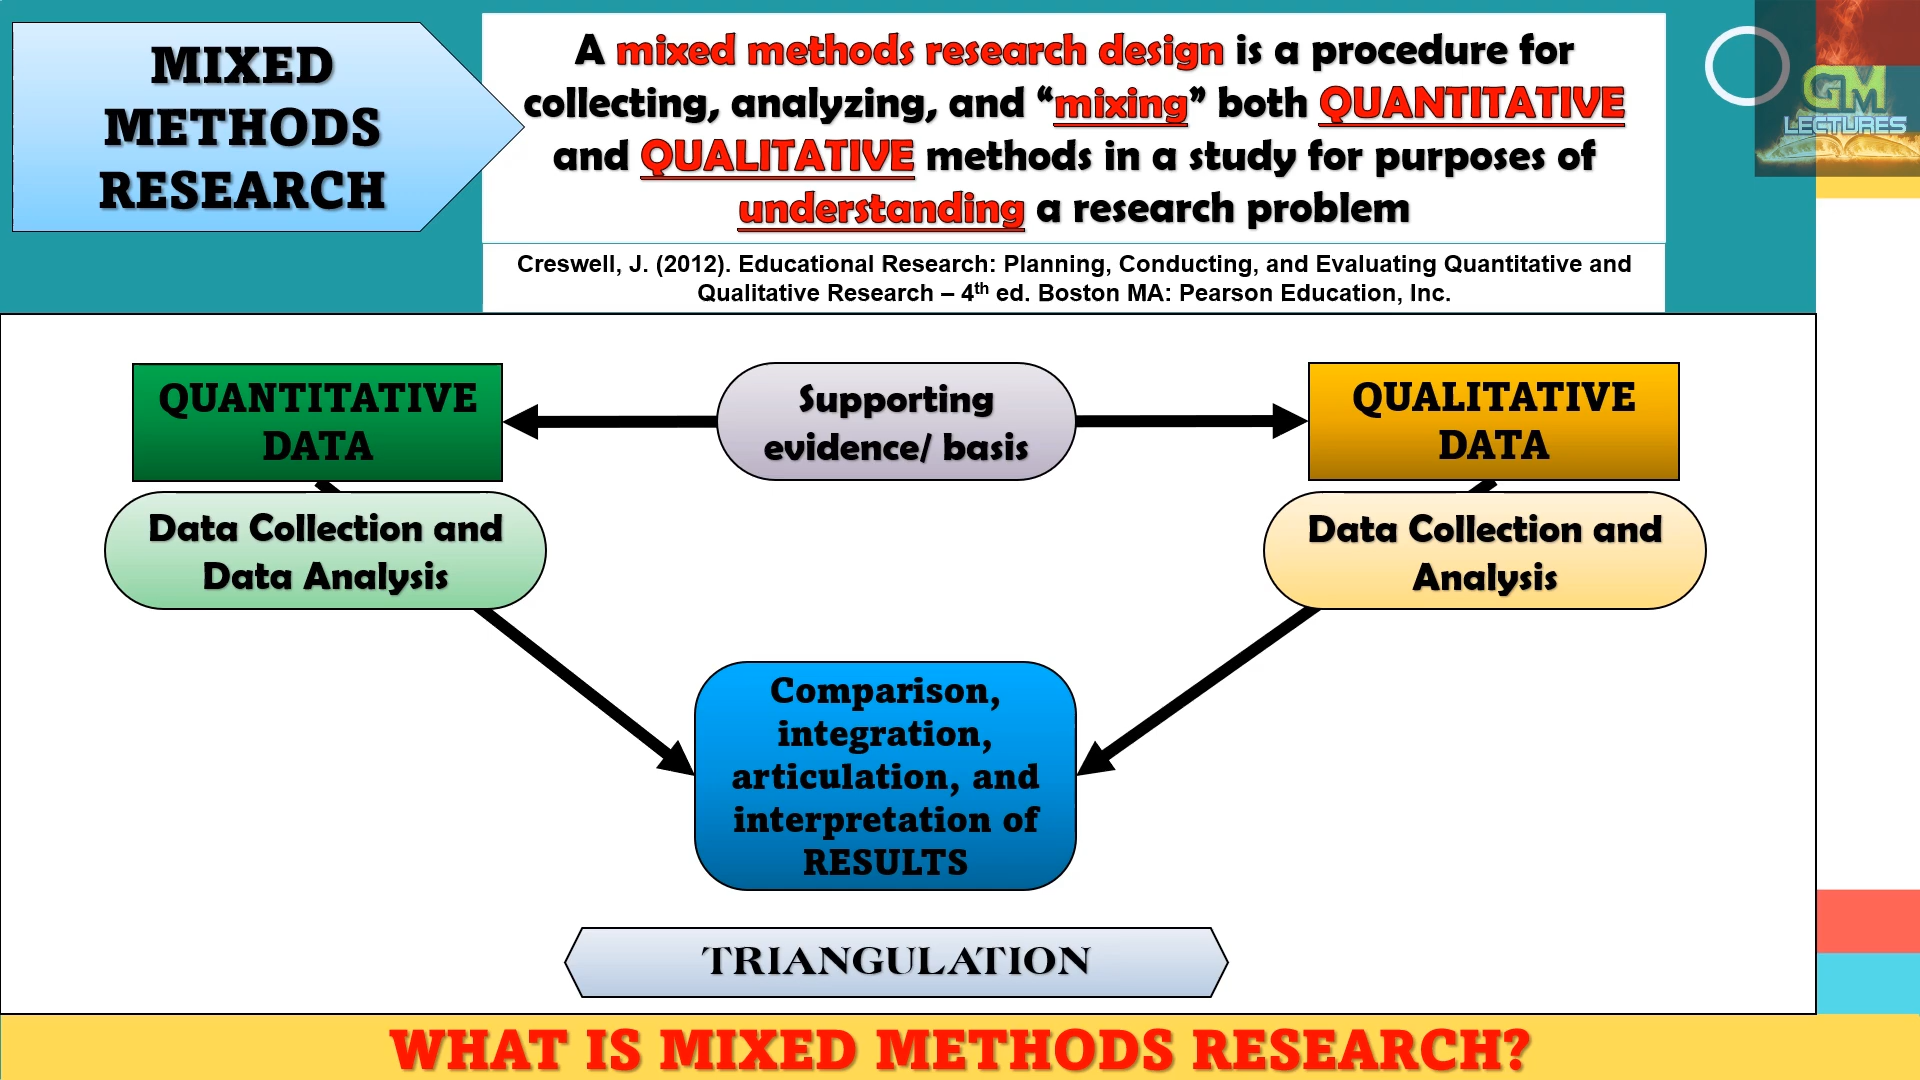 MIXED
METHODS
RESEARCH
A mixed methods research design is a procedure for
collecting, analyzing, and “mixing” both QUANTITATIVE
and QUALITATIVE methods in a study for purposes of
understanding a research problem
Creswell, J. (2012). Educational Research: Planning, Conducting, and Evaluating Quantitative and
Qualitative Research – 4th ed. Boston MA: Pearson Education, Inc.
GM
LECTURES
QUANTITATIVE
DATA
Supporting
evidence/ basis
QUALITATIVE
DATA
Data Collection and
Data Analysis
Data Collection and
Analysis
Comparison,
integration,
articulation, and
interpretation of
RESULTS
TRIANGULATION
WHAT IS MIXED METHODS RESEARCH?